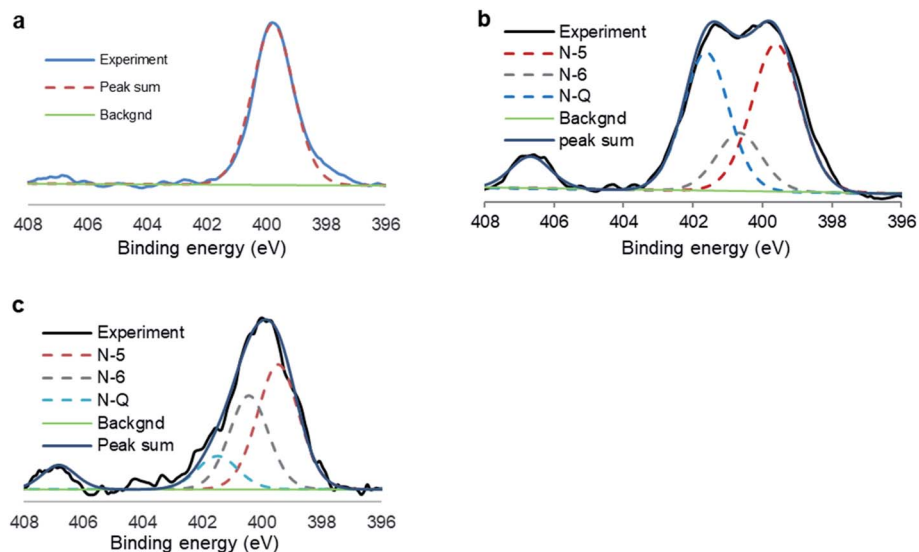 a
Experiment
Peak sum
Backgnd
408 406 404 402 400 398 396
Binding energy (eV)
b
Experiment
N-5
N-6
N-Q
Backgnd
peak sum
408 406 404 402 400 398 396
Binding energy (eV)
c
Experiment
N-5
N-6
N-Q
Backgnd
Peak sum
408 406 404 402 400 398 396
Binding energy (eV)